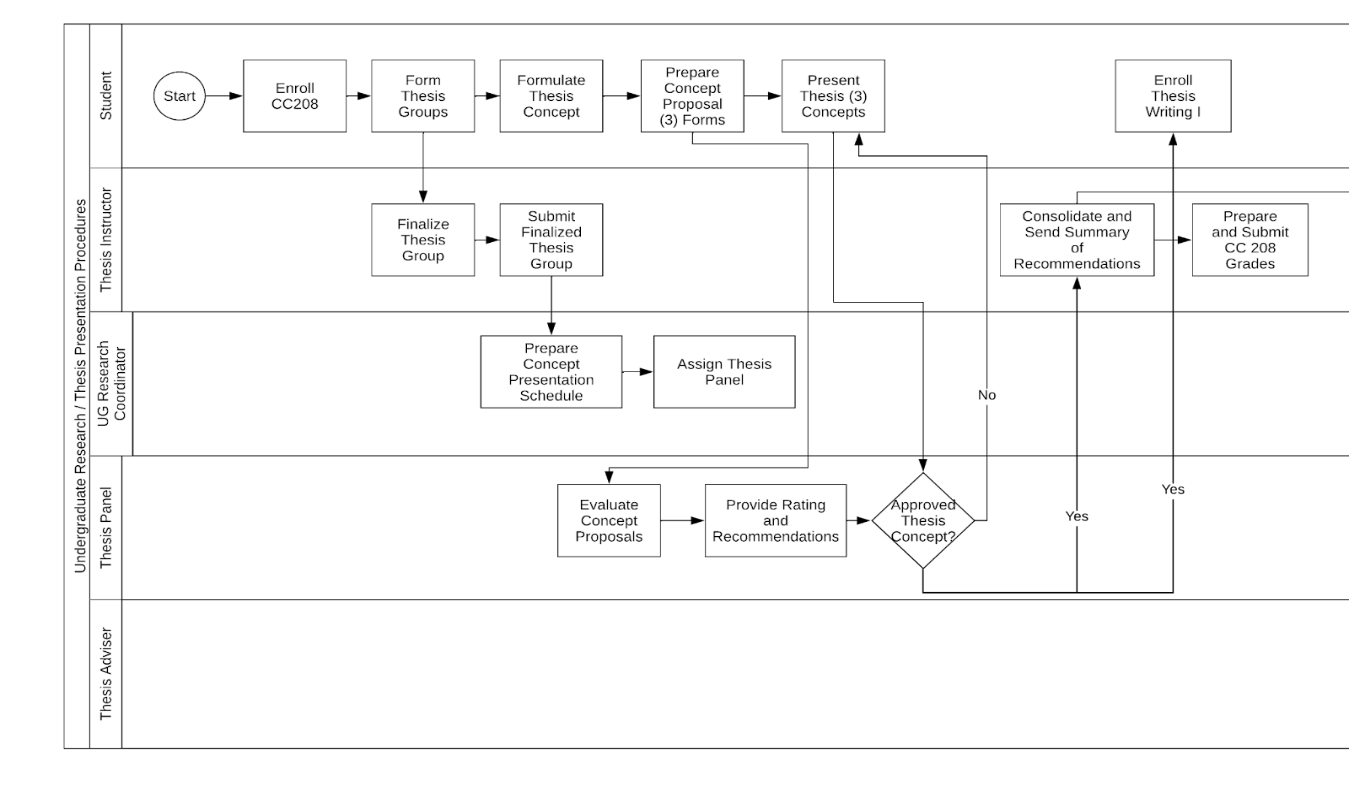 Undergraduate Research / Thesis Presentation Procedures
Student
Start
Enroll
CC208
Form
Thesis
Groups
Formulate
Thesis
Concept
Prepare
Concept
Proposal
(3) Forms
Present
Thesis (3)
Concepts
Enroll
Thesis
Writing I
Thesis Instructor
Finalize
Thesis
Group
Submit
Finalized
Thesis
Group
Consolidate and
Send Summary
of
Recommendations
Prepare
and Submit
CC 208
Grades
UG Research
Coordinator
Prepare
Concept
Presentation
Schedule
Assign Thesis
Panel
No
Thesis Panel
Evaluate
Concept
Proposals
Provide Rating
and
Recommendations
Approved
Thesis
Concept?
Yes
Yes
Thesis Adviser